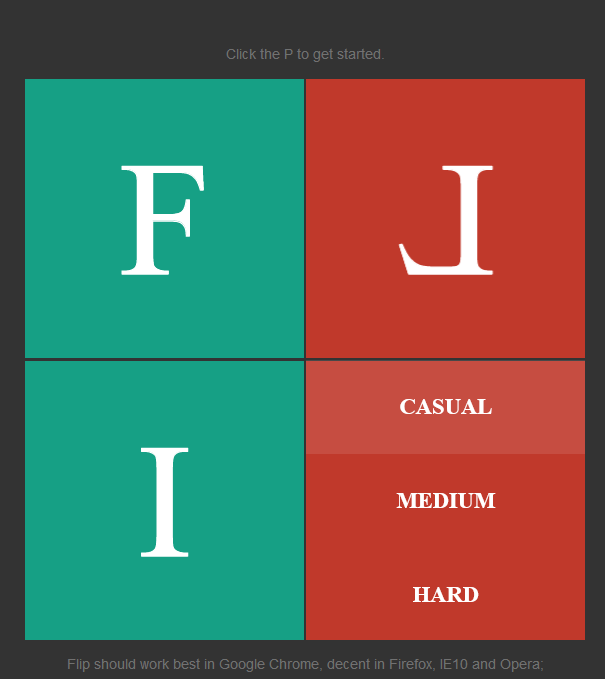 Click the P to get started.
F L
I
CASUAL
MEDIUM
HARD
Flip should work best in Google Chrome, decent in Firefox, IE10 and Opera;